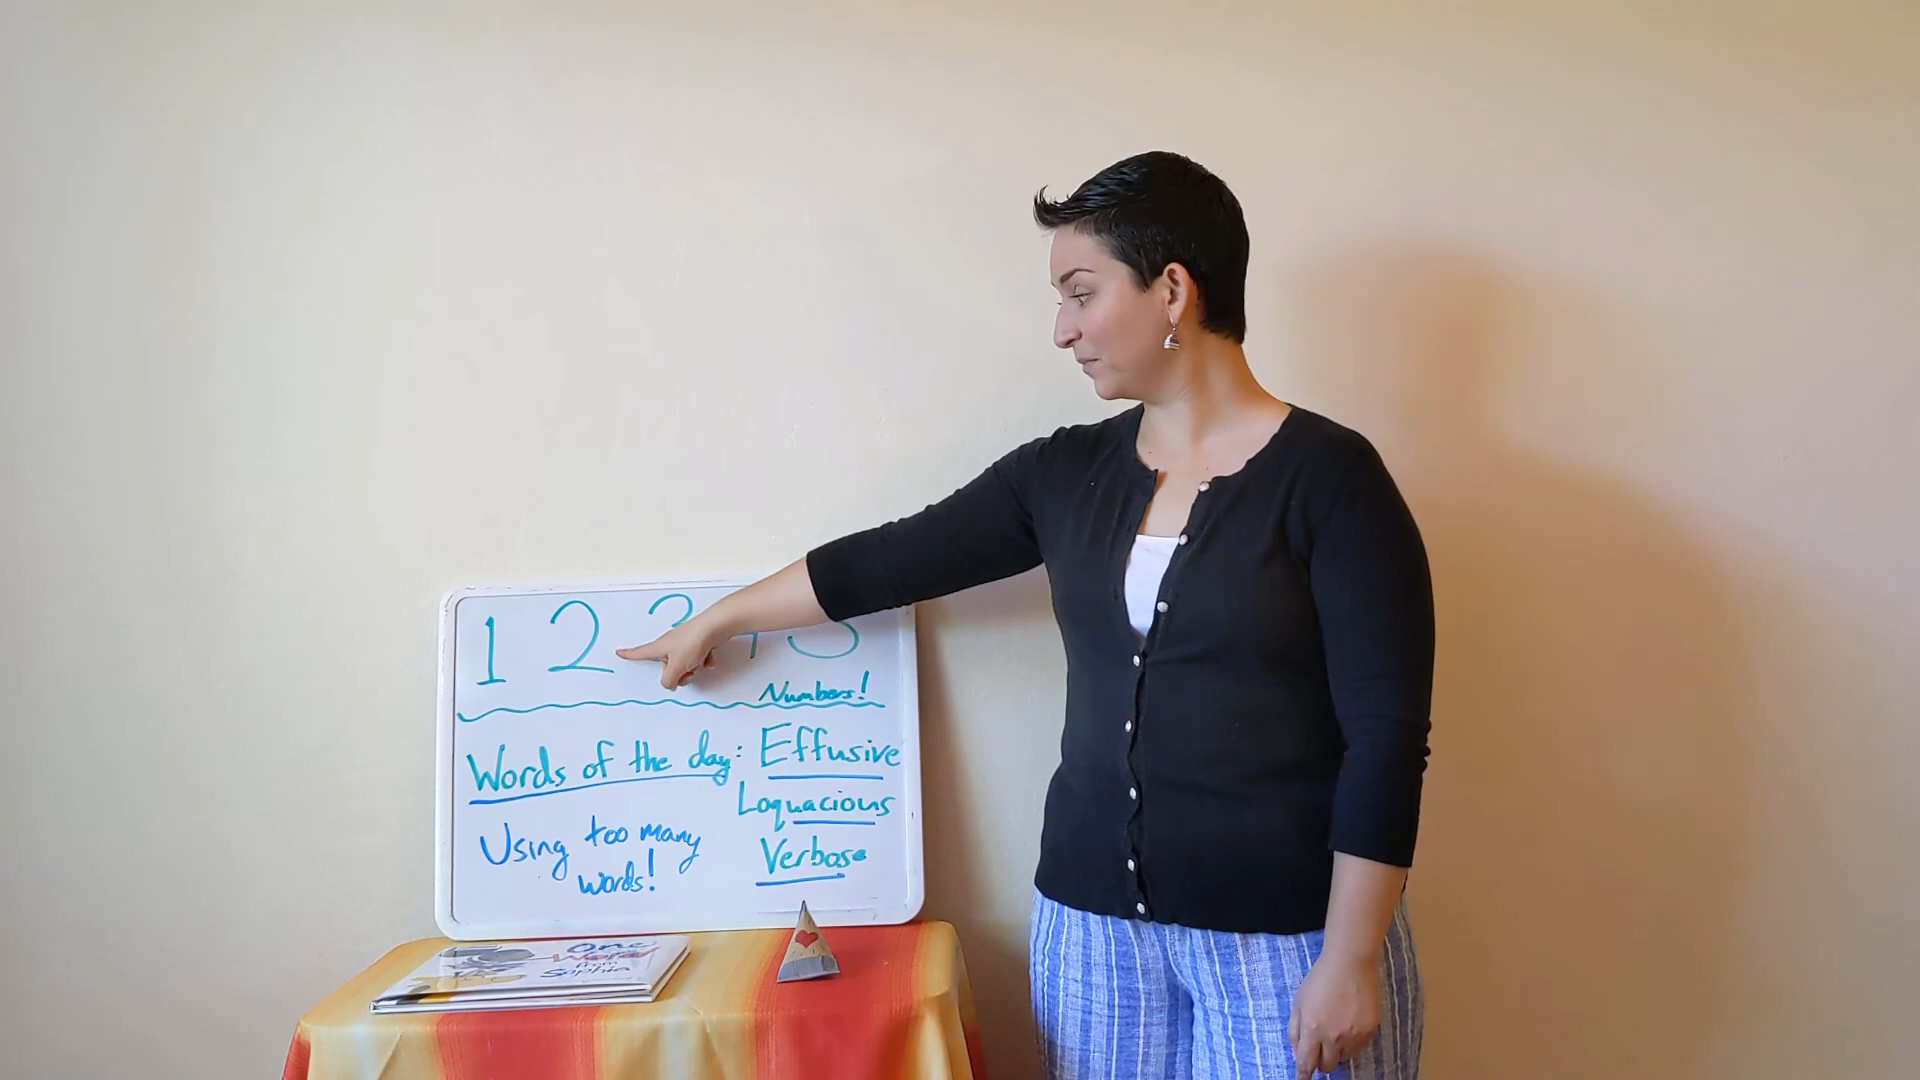 1 2 3 4 5
Numbers!
Words of the day: Effusive
Loquacious
Verbose
Using too many
words!
One
Word
from
Sophia